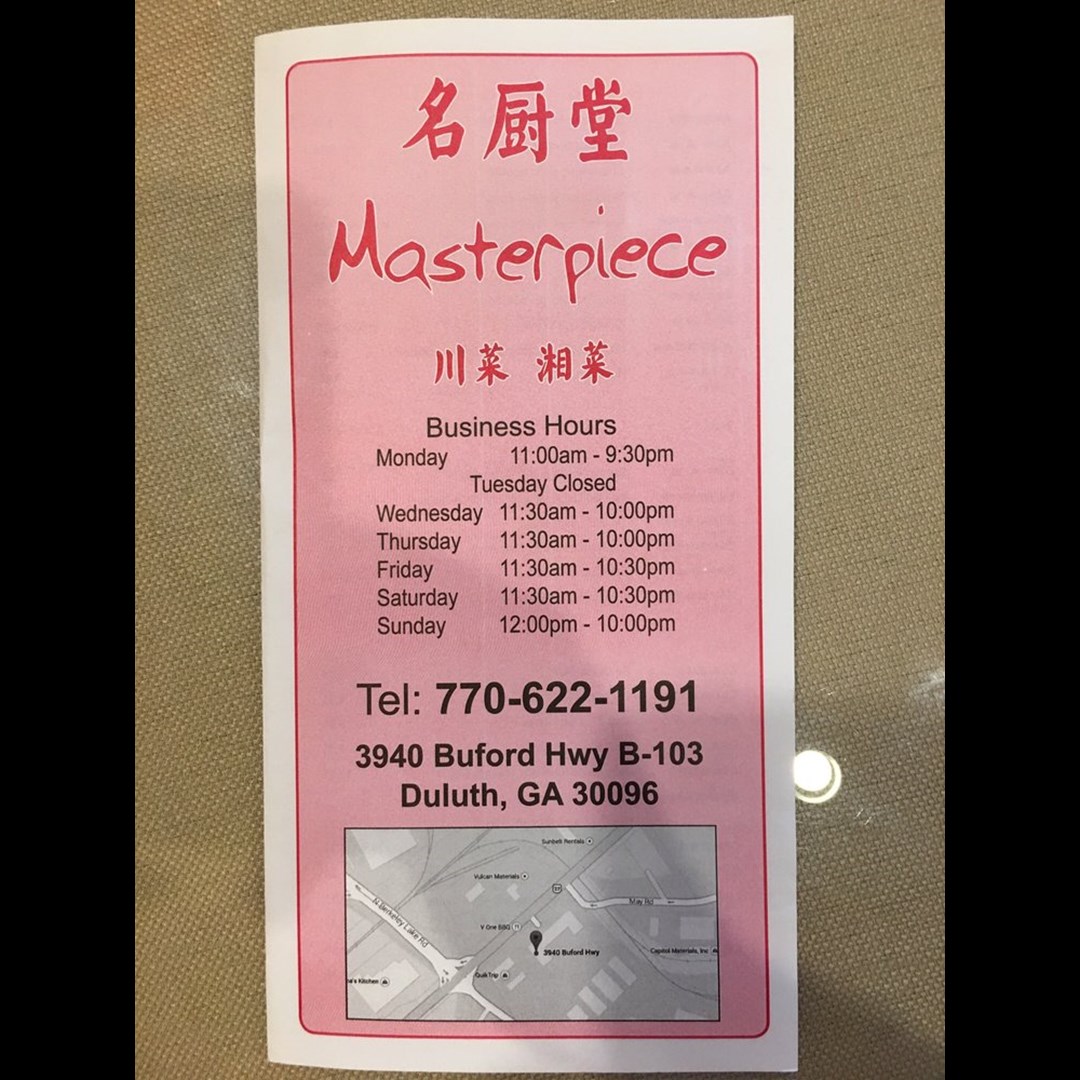 名厨堂
Masterpiece
川菜 湘菜
Business Hours
Monday 11:00am - 9:30pm
Tuesday Closed
Wednesday 11:30am - 10:00pm
Thursday 11:30am - 10:00pm
Friday 11:30am - 10:30pm
Saturday 11:30am - 10:30pm
Sunday 12:00pm - 10:00pm
Tel: 770-622-1191
3940 Buford Hwy B-103
Duluth, GA 30096
Sunbelt Rentals
Vulcan Materials
N Berkeley Lake Rd
May Rd
V One BBQ
3940 Buford Hwy
Capitol Materials, Inc
QuikTrip
's Kitchen